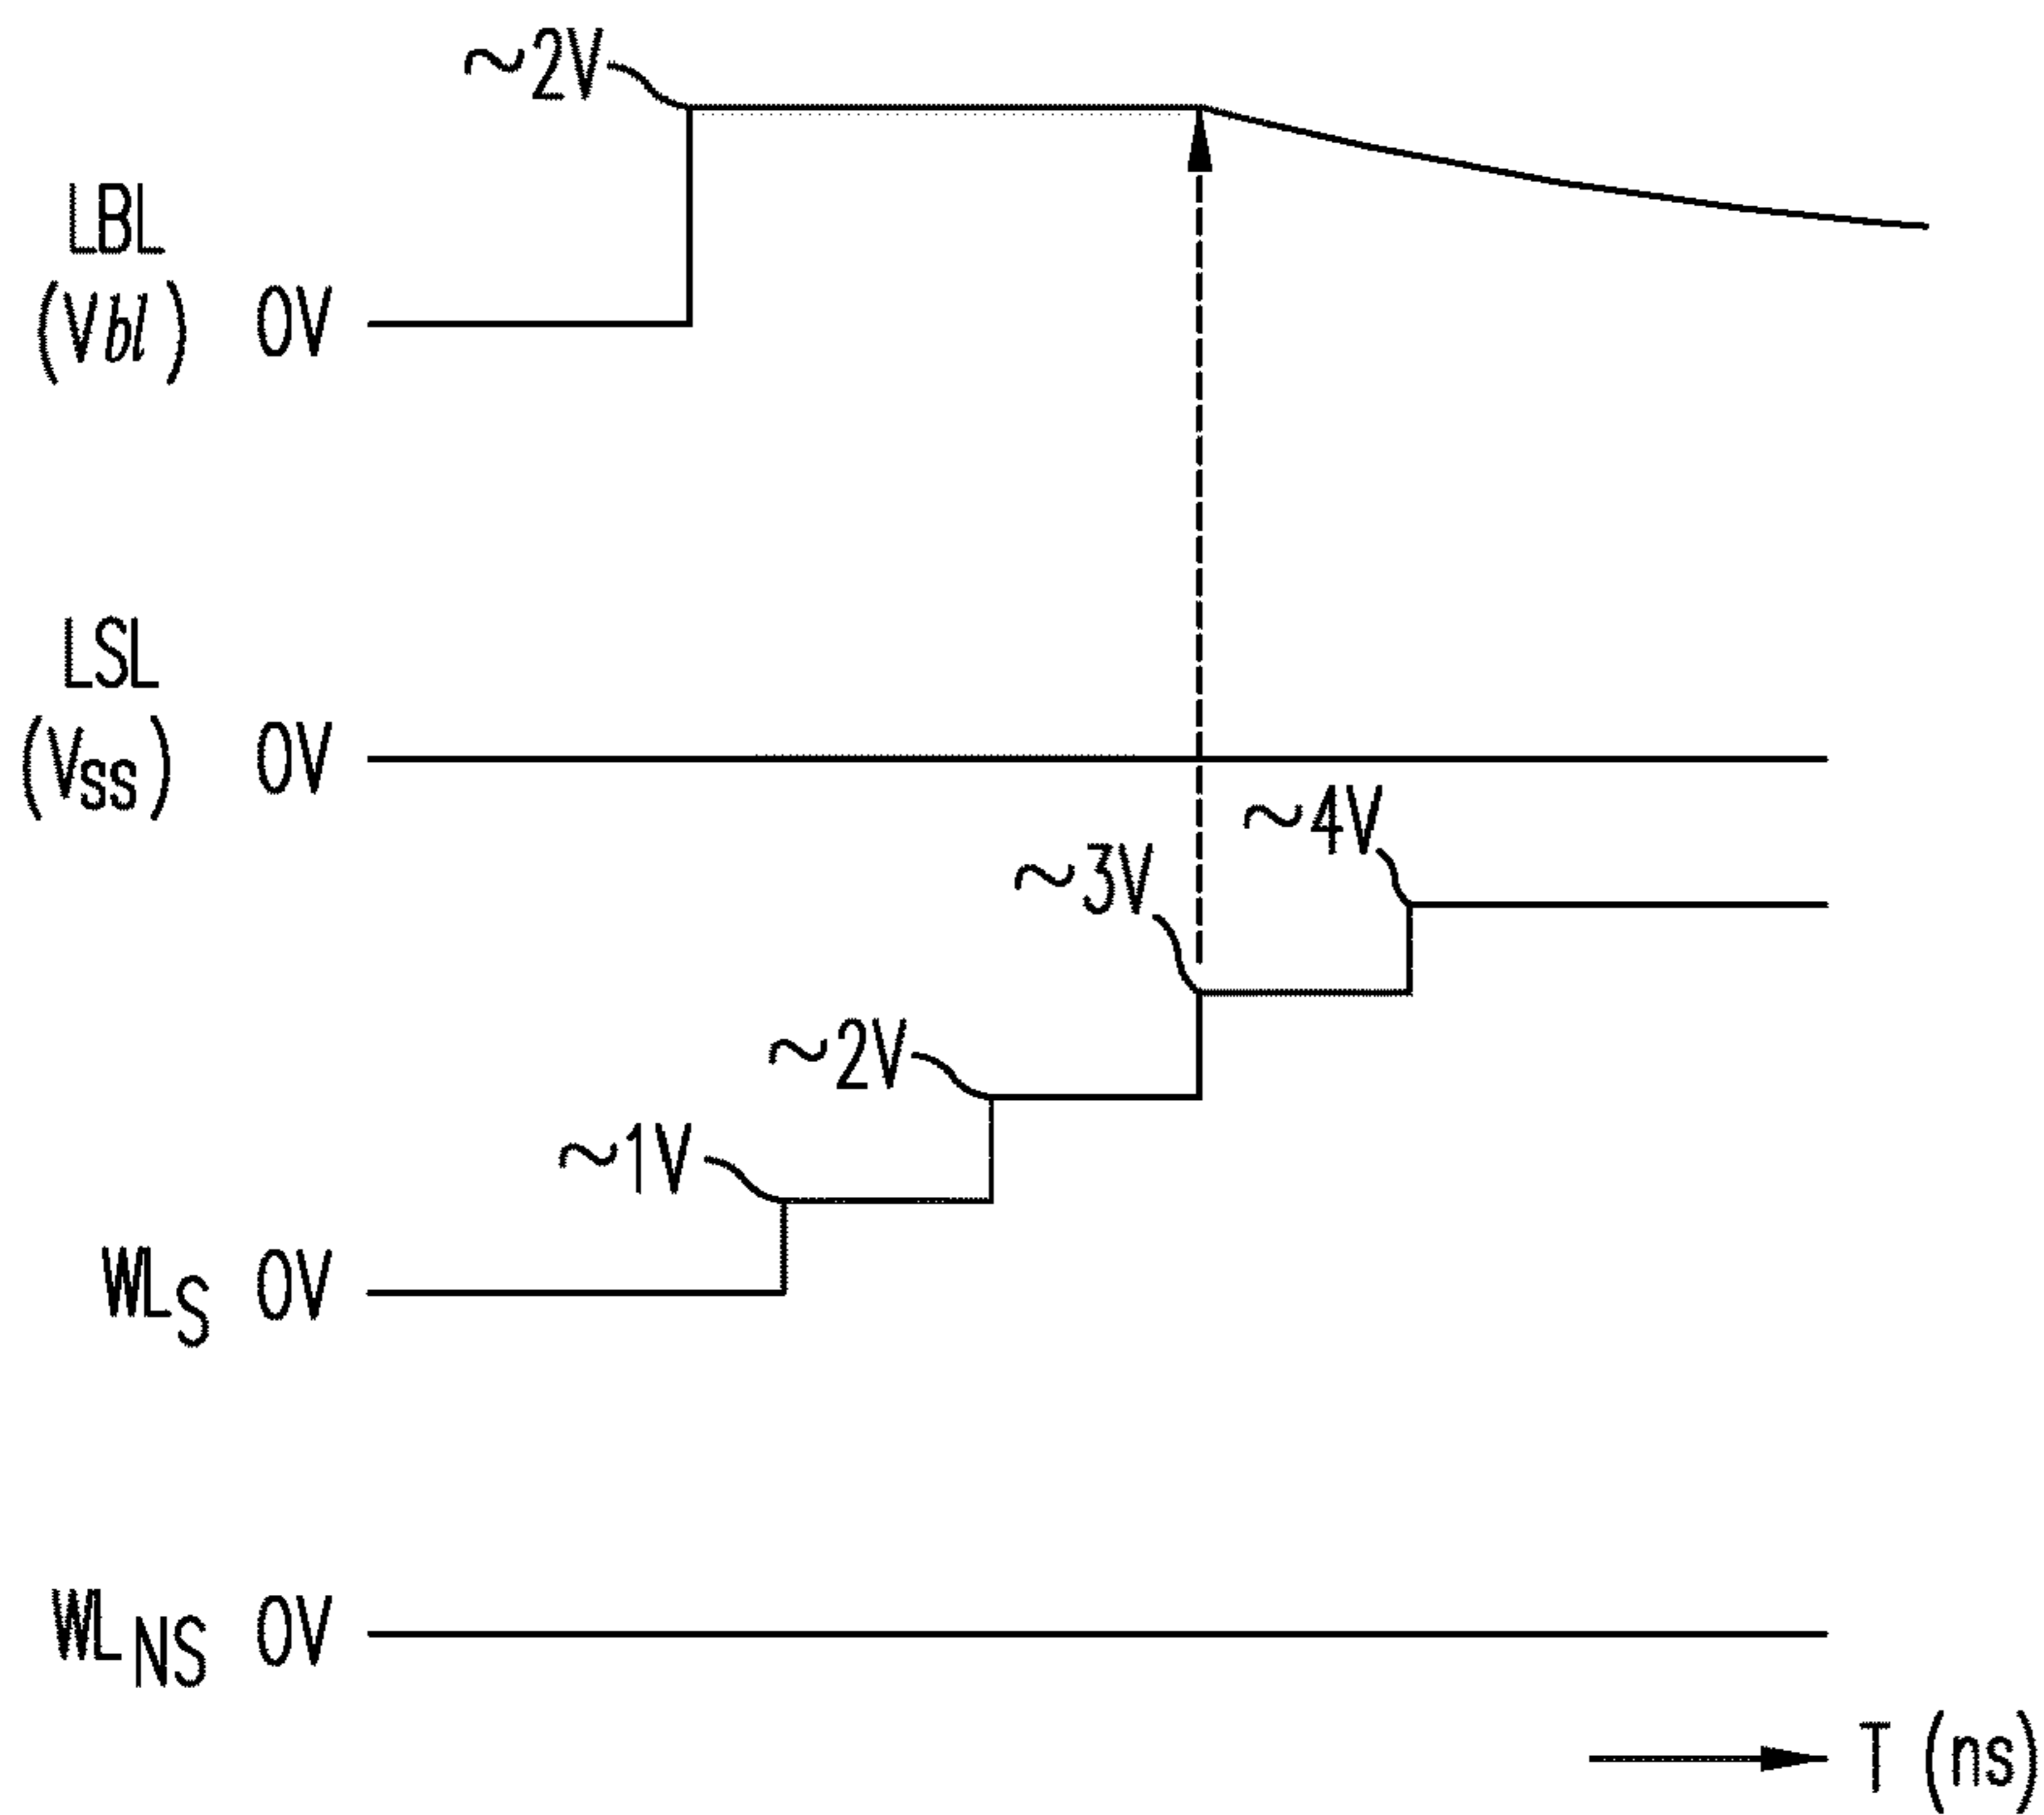 ~2V
LBL
(Vbl) 0V
LSL
(Vss) 0V
~4V
~3V
~2V
~1V
WLS 0V
WLNS 0V
T (ns)